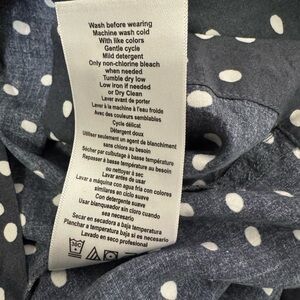 Wash before wearing
Machine wash cold
With like colors
Gentle cycle
Mild detergent
Only non-chlorine bleach
when needed
Tumble dry low
Low iron if needed
or Dry Clean
Laver avant de porter
Laver à la machine à l'eau froide
Avec des couleurs semblables
Cycle délicat
Détergent doux
Utiliser seulement un agent de blanchiment
sans chlore au besoin
Sécher par culbutage à basse température
Repasser à basse température au besoin
ou nettoyer à sec
Lavar antes de usar
Lavar a máquina con agua fría con colores
similares en ciclo suave
Con detergente suave
Usar blanqueador sin cloro cuando
sea necesario
Secar en secadora a baja temperatura
Planchar a temperatura baja si es necesario
Lavar en seco profesional
30C